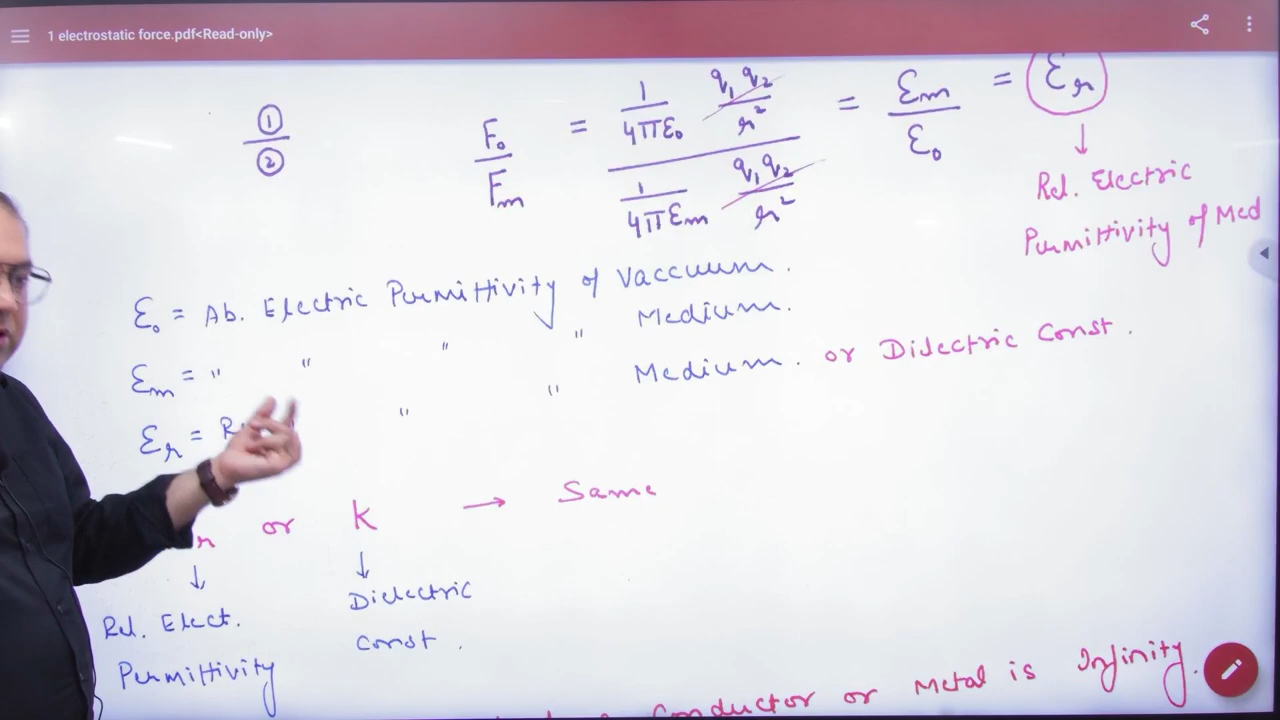 1 electrostatic force.pdf<Read-only>
① / ②
F₀ / Fₘ = (1 / 4πε₀ q₁q₂ / r²) / (1 / 4πεₘ q₁q₂ / r²) = εₘ / ε₀ = εᵣ
↓
Rel. Electric
Permittivity of Med
ε₀ = Ab. Electric Permittivity of Vaccuum.
εₘ = " " " " Medium.
εᵣ = " " Medium. or Dielectric Const.
or k → Same
↓ ↓
Rel. Elect.
Permittivity
Dielectric
Const.
Conductor or Metal is Infinity.